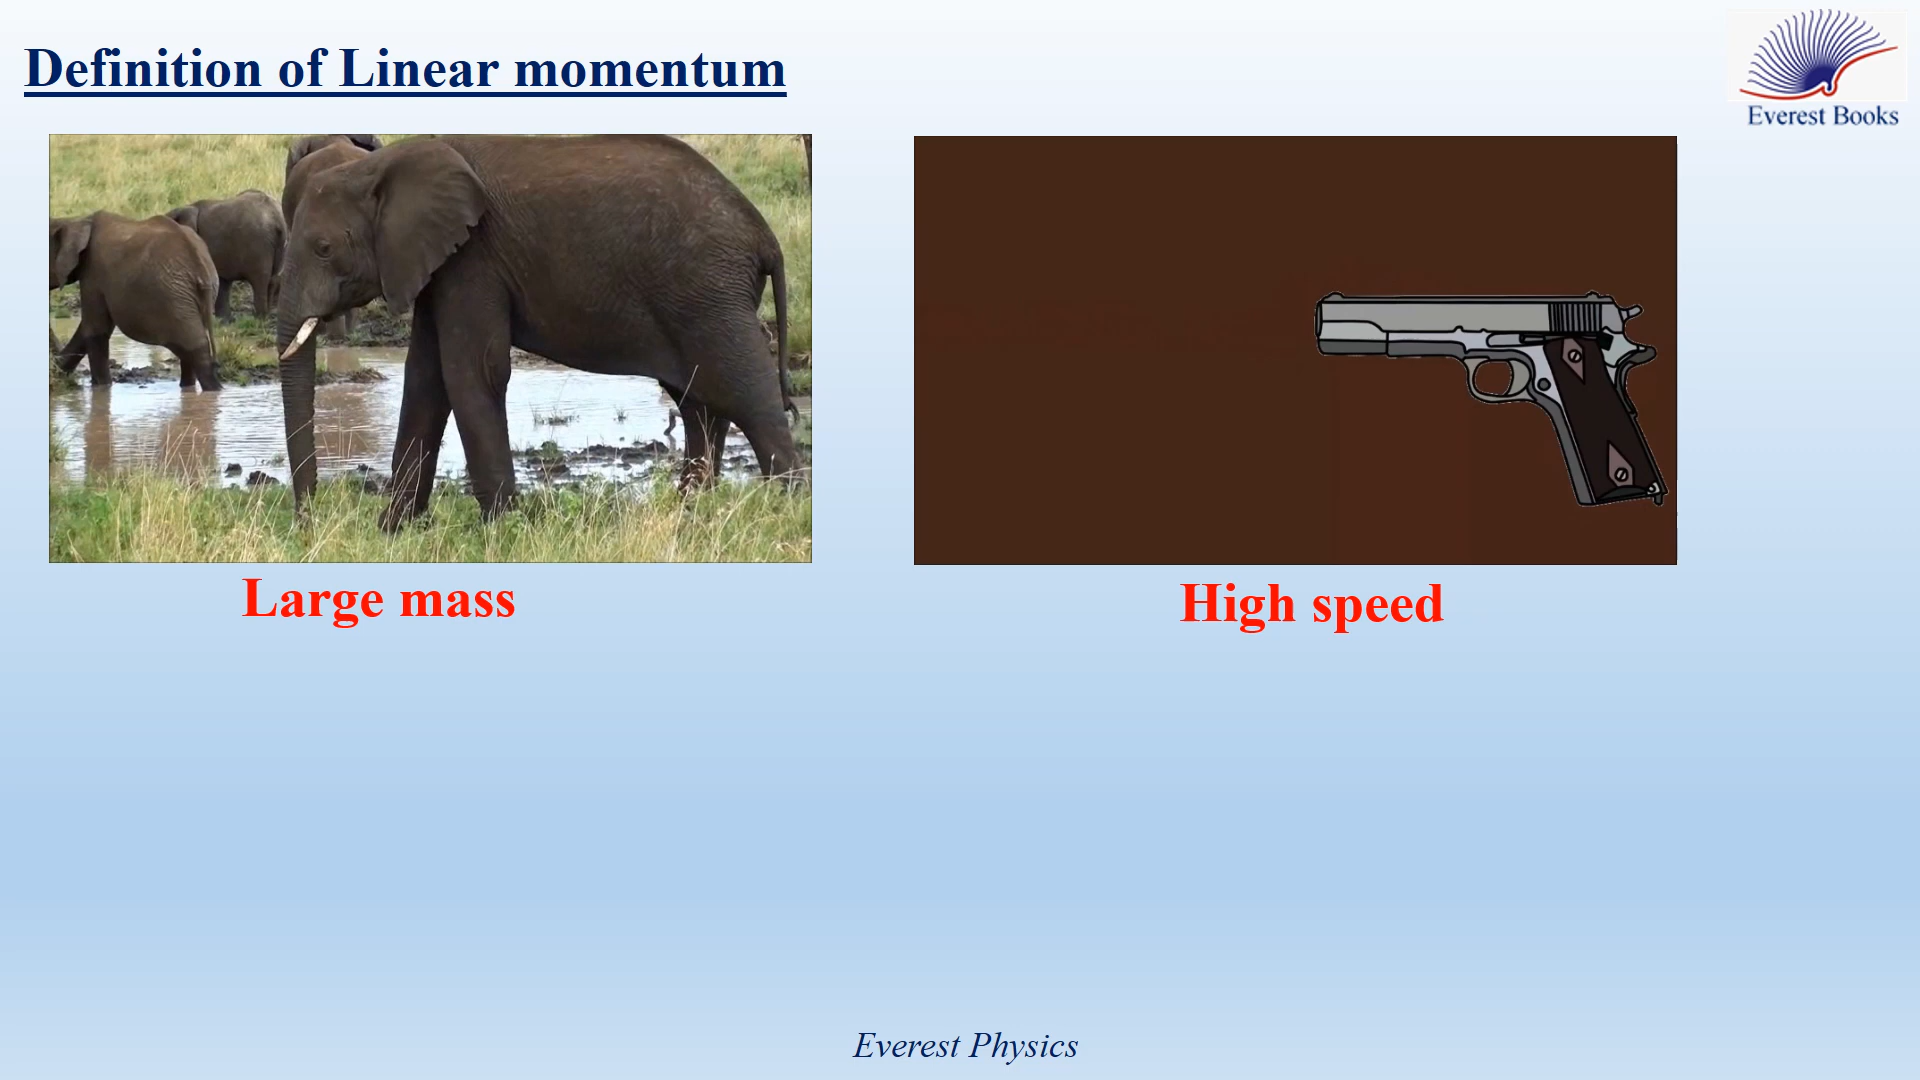 Definition of Linear momentum
Everest Books
Large mass
High speed
Everest Physics